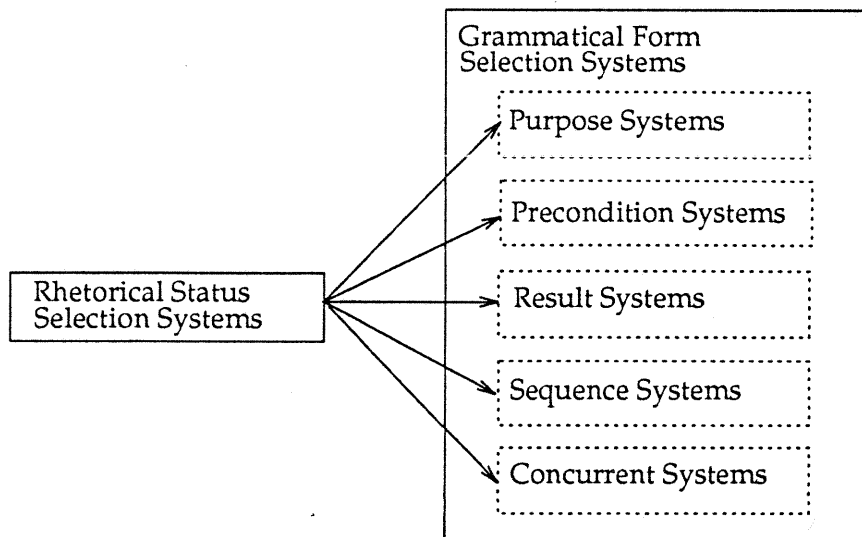 Grammatical Form
Selection Systems
Purpose Systems
Precondition Systems
Rhetorical Status
Selection Systems
Result Systems
Sequence Systems
Concurrent Systems